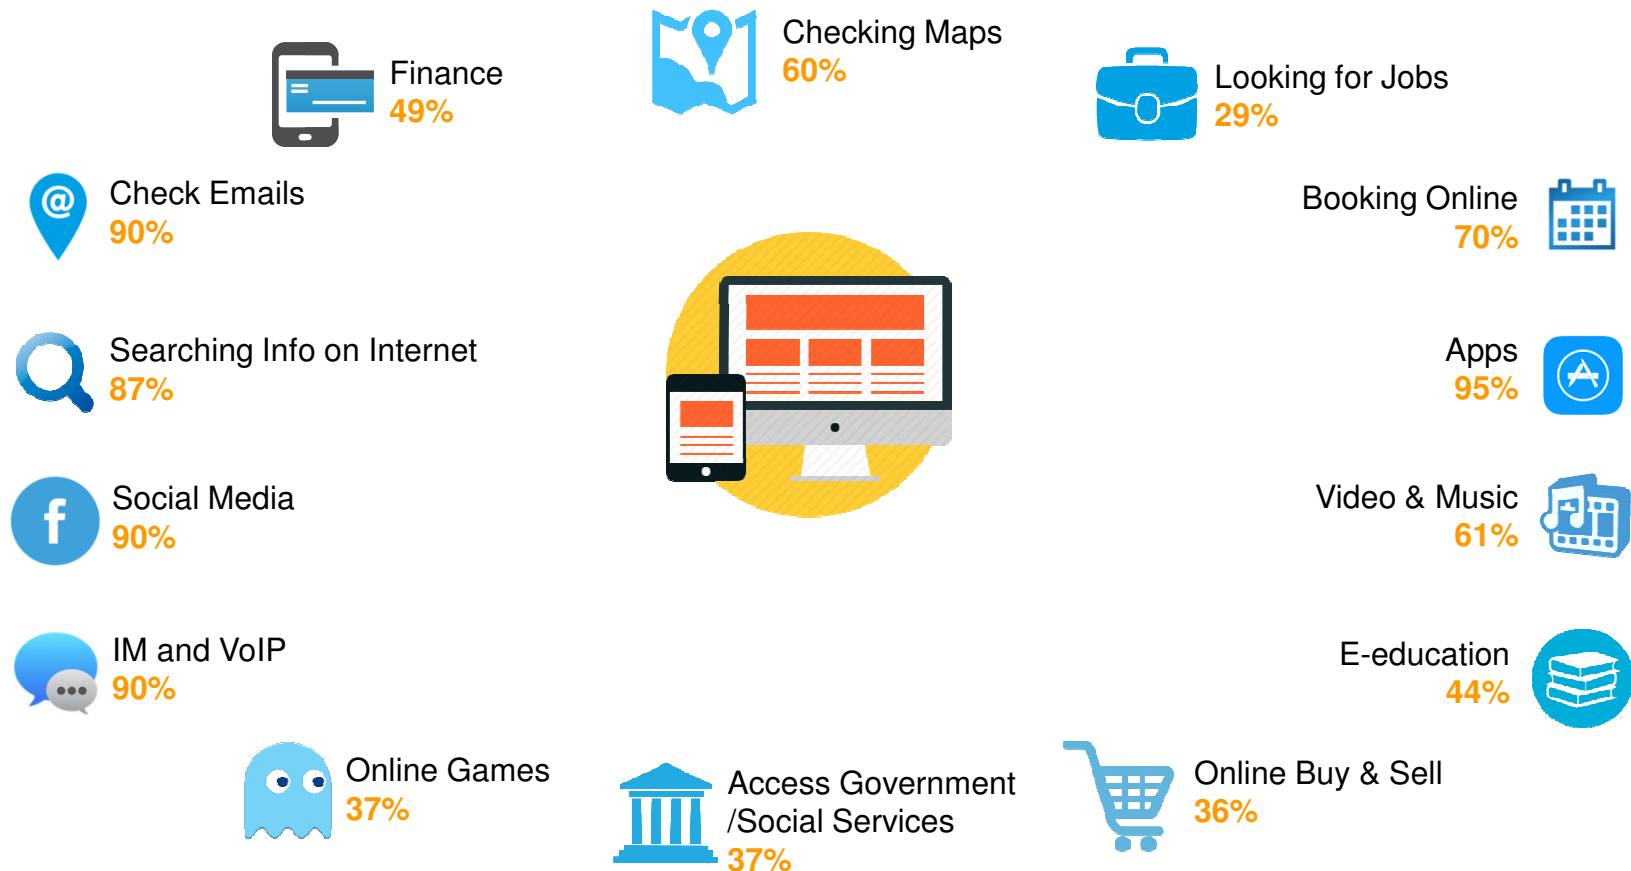 Checking Maps
60%
Finance
49%
Looking for Jobs
29%
Check Emails
90%
Booking Online
70%
Searching Info on Internet
87%
Apps
95%
Social Media
90%
Video & Music
61%
IM and VoIP
90%
E-education
44%
Online Games
37%
Access Government
/Social Services
37%
Online Buy & Sell
36%
@
f